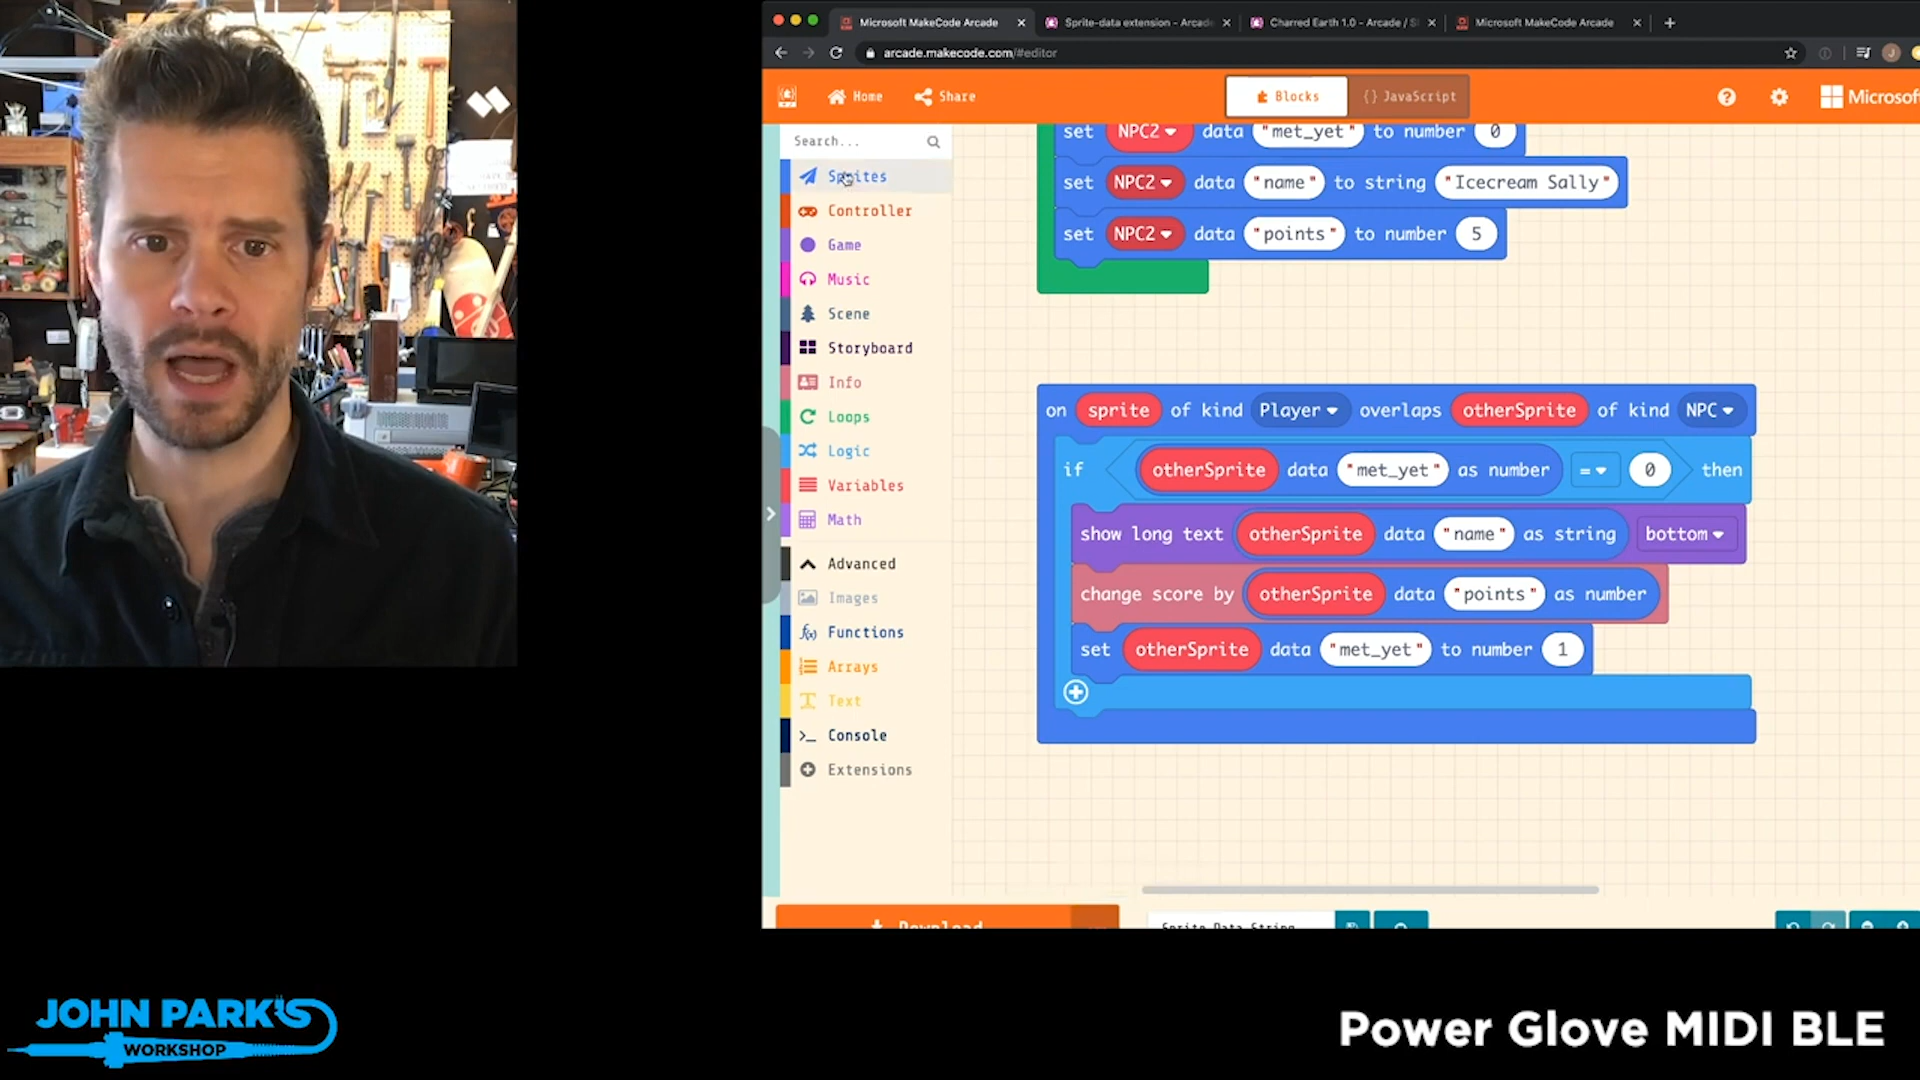 Microsoft MakeCode Arcade
Sprite-data extension - Arcade
Charred Earth 1.0 - Arcade /
Microsoft MakeCode Arcade
arcade.makecode.com/#editor
Home
Share
Blocks
{} JavaScript
Microsoft
Search...
Sprites
Controller
Game
Music
Scene
Storyboard
Info
Loops
Logic
Variables
Math
Advanced
Images
Functions
Arrays
Text
Console
Extensions
set NPC2 data "met_yet" to number 0
set NPC2 data "name" to string "Icecream Sally"
set NPC2 data "points" to number 5
on sprite of kind Player overlaps otherSprite of kind NPC
if otherSprite data "met_yet" as number = 0 then
show long text otherSprite data "name" as string bottom
change score by otherSprite data "points" as number
set otherSprite data "met_yet" to number 1
Download
Sprite Data String
JOHN PARK'S
WORKSHOP
Power Glove MIDI BLE